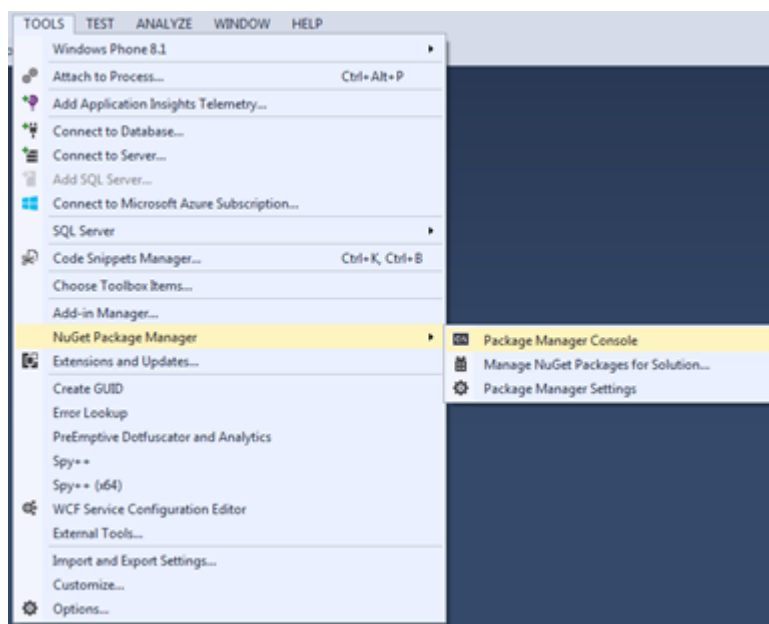 TOOLS TEST ANALYZE WINDOW HELP
Windows Phone 8.1
Attach to Process... Ctrl+Alt+P
Add Application Insights Telemetry...
Connect to Database...
Connect to Server...
Add SQL Server...
Connect to Microsoft Azure Subscription...
SQL Server
Code Snippets Manager... Ctrl+K, Ctrl+B
Choose Toolbox Items...
Add-in Manager...
NuGet Package Manager
Package Manager Console
Extensions and Updates...
Manage NuGet Packages for Solution...
Create GUID
Package Manager Settings
Error Lookup
PreEmptive Dotfuscator and Analytics
Spy++
Spy++ (x64)
WCF Service Configuration Editor
External Tools...
Import and Export Settings...
Customize...
Options...